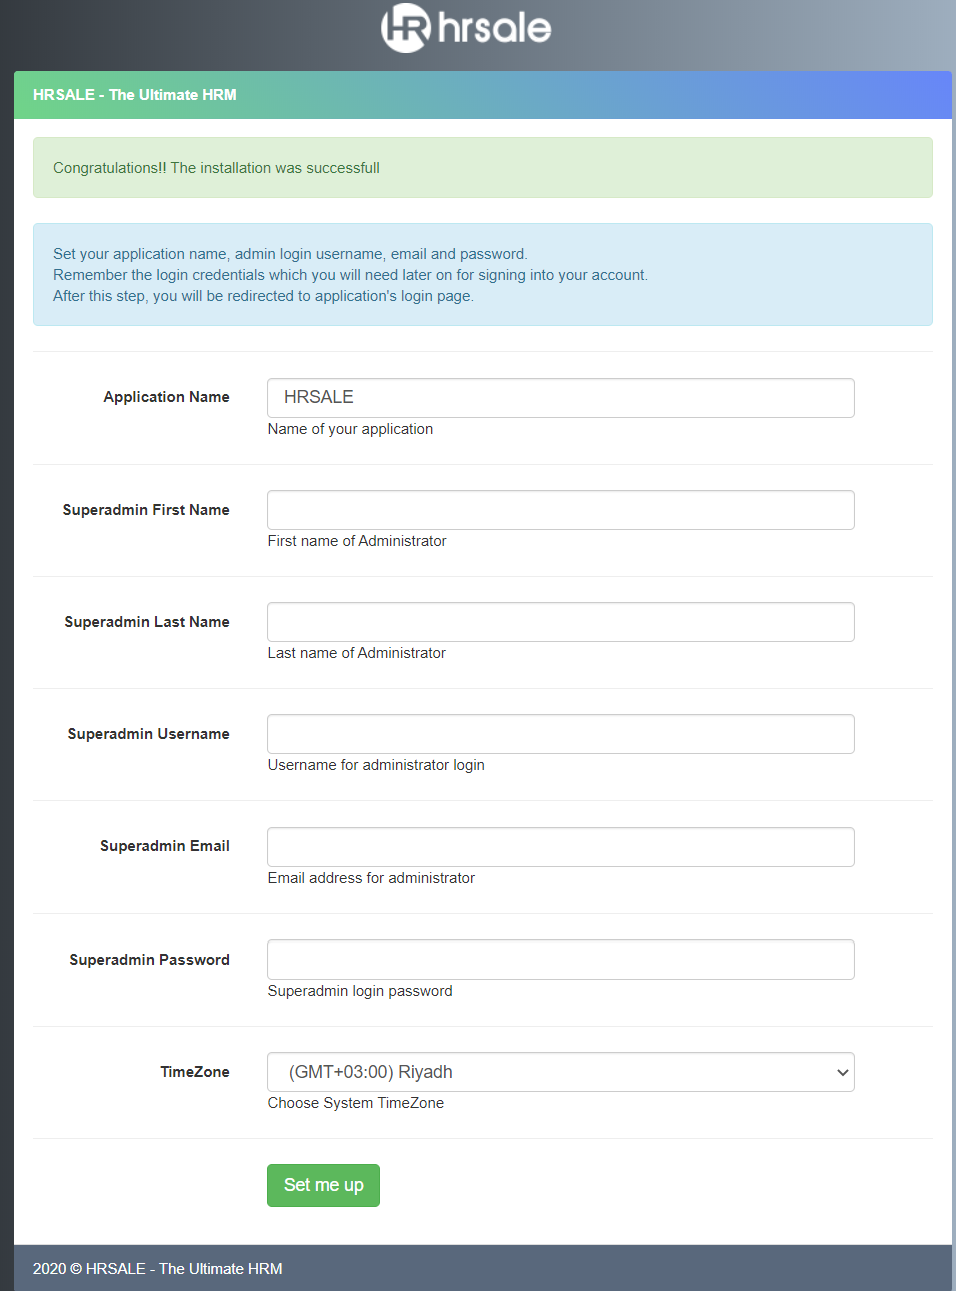 HR hrsale
HRSALE - The Ultimate HRM
Congratulations!! The installation was successfull
Set your application name, admin login username, email and password.
Remember the login credentials which you will need later on for signing into your account.
After this step, you will be redirected to application's login page.
Application Name
HRSALE
Name of your application
Superadmin First Name
First name of Administrator
Superadmin Last Name
Last name of Administrator
Superadmin Username
Username for administrator login
Superadmin Email
Email address for administrator
Superadmin Password
Superadmin login password
TimeZone
(GMT+03:00) Riyadh
Choose System TimeZone
Set me up
2020 © HRSALE - The Ultimate HRM